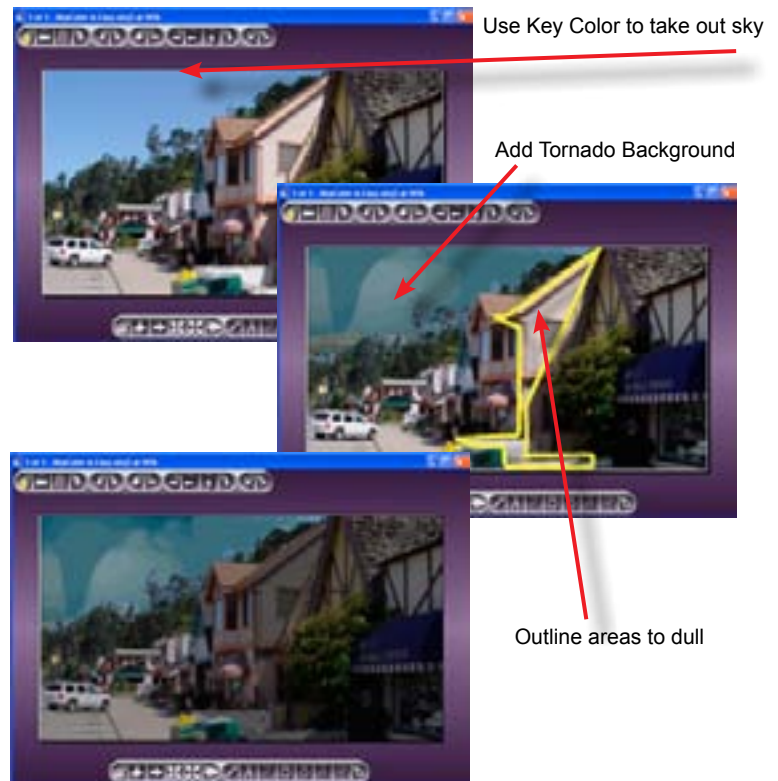 Use Key Color to take out sky
Add Tornado Background
Outline areas to dull